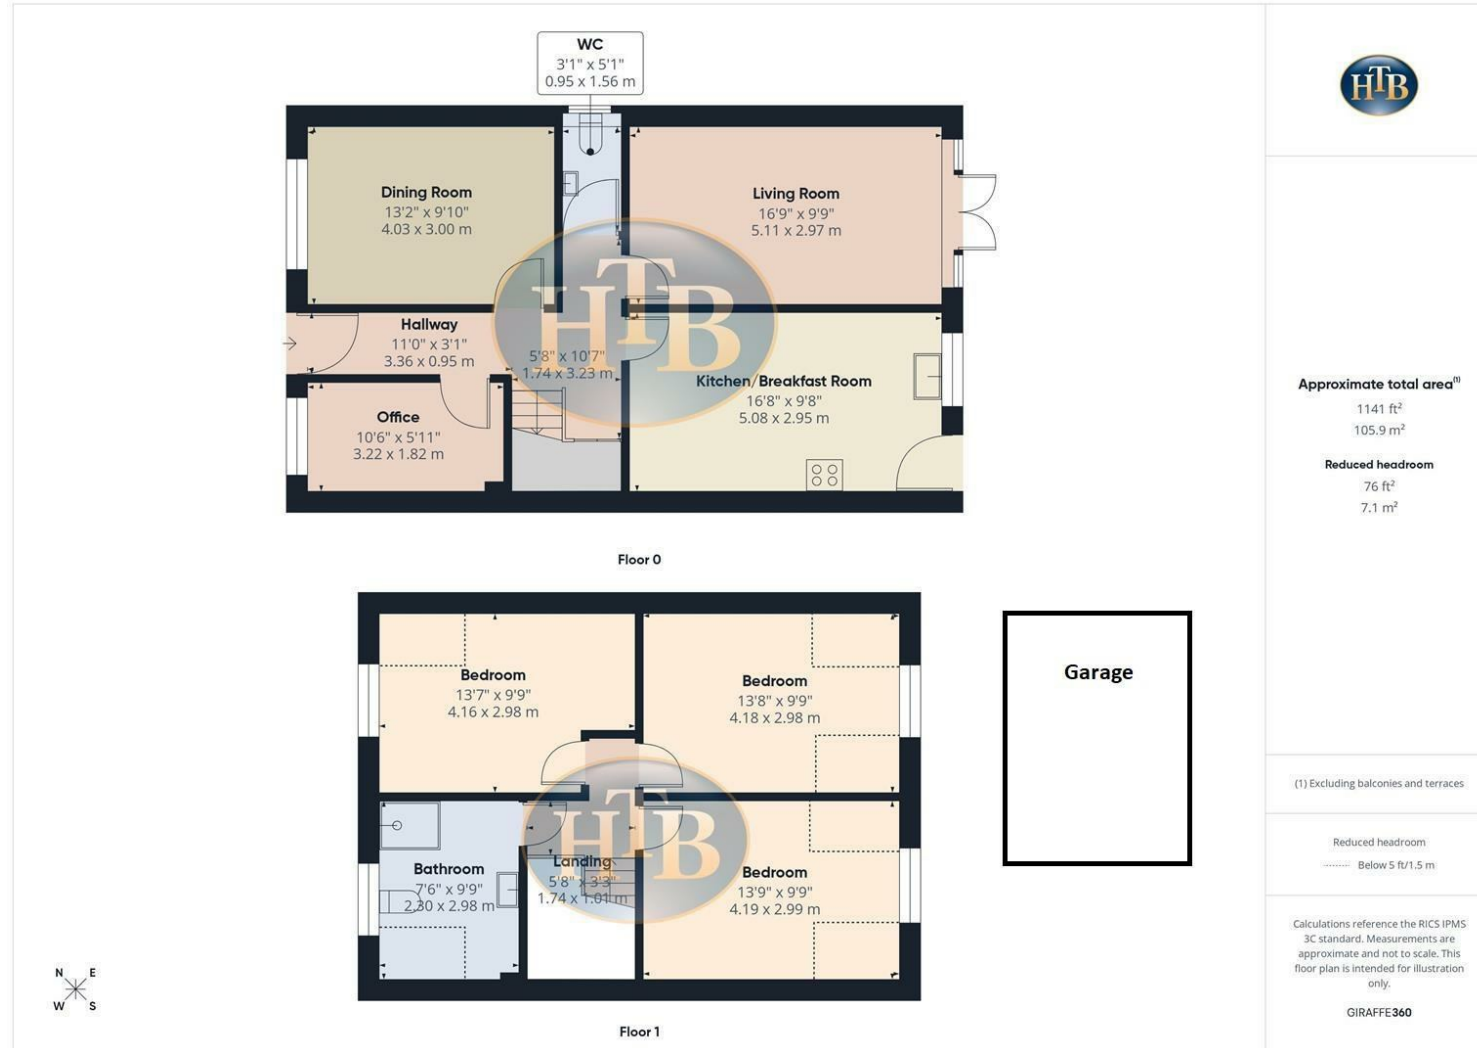 WC
3'1" x 5'1"
0.95 x 1.56 m
HTB
Dining Room
13'2" x 9'10"
4.03 x 3.00 m
Living Room
16'9" x 9'9"
5.11 x 2.97 m
Hallway
11'0" x 3'1"
3.36 x 0.95 m
HTB
5'8" x 10'7"
1.74 x 3.23 m
Kitchen/Breakfast Room
16'8" x 9'8"
5.08 x 2.95 m
Office
10'6" x 5'11"
3.22 x 1.82 m
Floor 0
Approximate total area(1)
1141 ft²
105.9 m²
Reduced headroom
76 ft²
7.1 m²
Bedroom
13'7" x 9'9"
4.16 x 2.98 m
Bedroom
13'8" x 9'9"
4.18 x 2.98 m
Garage
HTB
Bathroom
7'6" x 9'9"
2.30 x 2.98 m
Landing
5'8" x 3'3"
1.74 x 1.01 m
Bedroom
13'9" x 9'9"
4.19 x 2.99 m
Floor 1
N E
W S
(1) Excluding balconies and terraces
Reduced headroom
Below 5 ft/1.5 m
Calculations reference the RICS IPMS
3C standard. Measurements are
approximate and not to scale. This
floor plan is intended for illustration
only.
GIRAFFE360